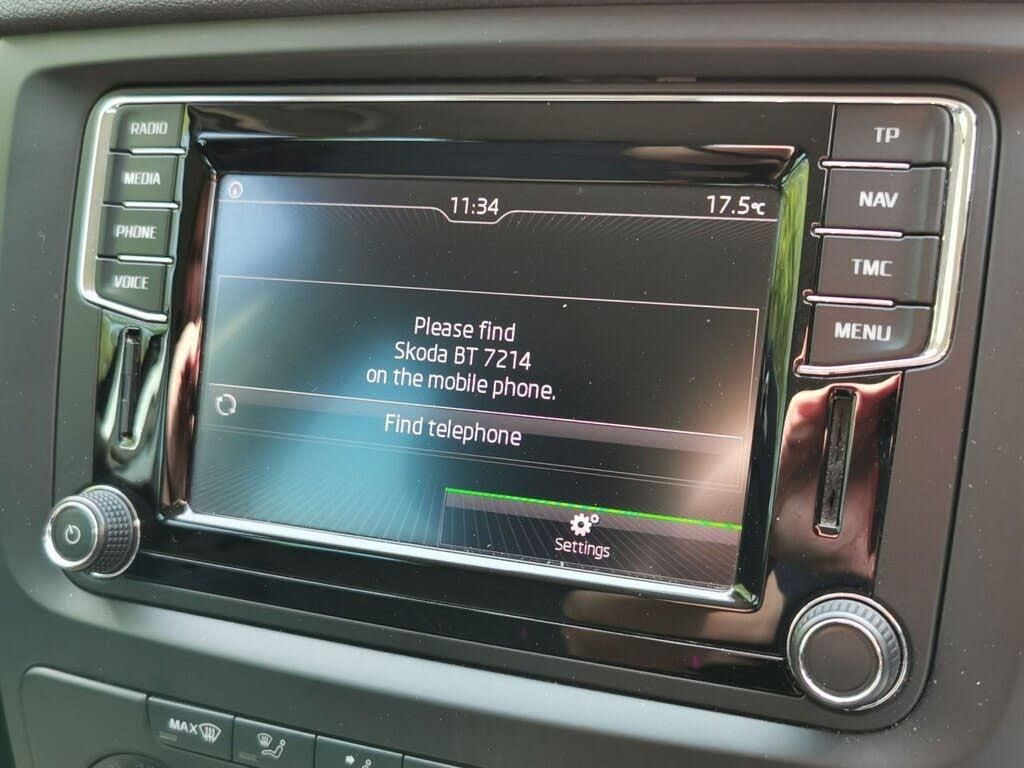 RADIO
MEDIA
PHONE
VOICE
11:34
17.5°C
Please find
Skoda BT 7214
on the mobile phone.
Find telephone
Settings
TP
NAV
TMC
MENU
MAX